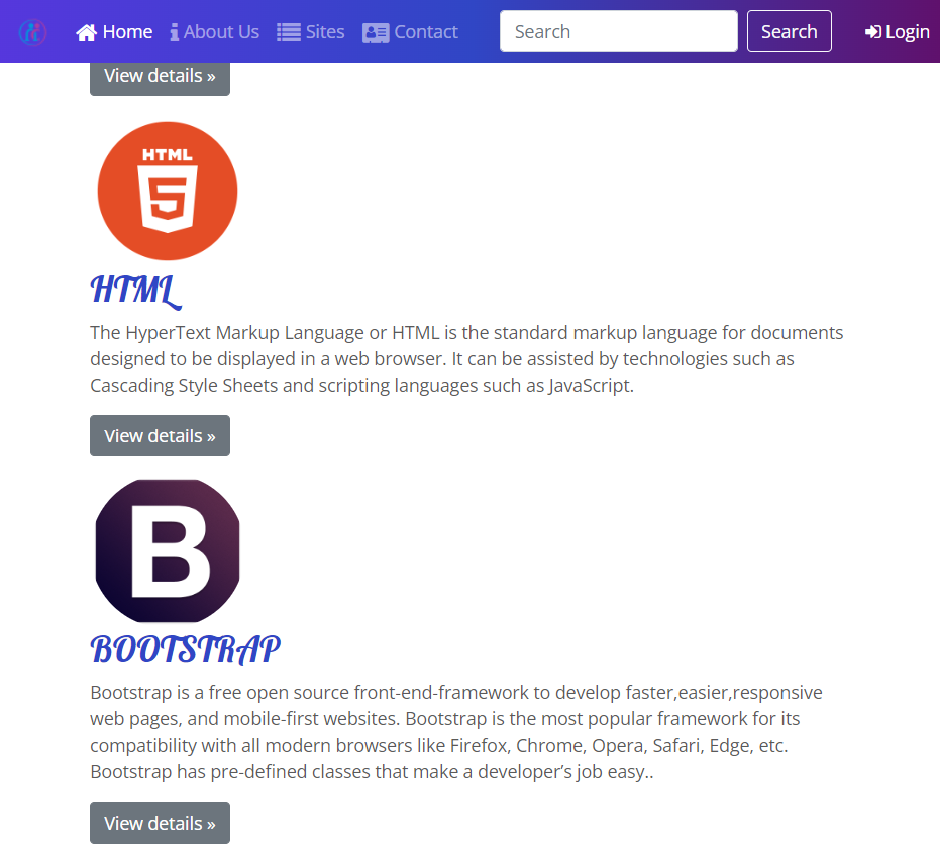 Home About Us Sites Contact Search Search Login
View details »
HTML
5
HTML
The HyperText Markup Language or HTML is the standard markup language for documents
designed to be displayed in a web browser. It can be assisted by technologies such as
Cascading Style Sheets and scripting languages such as JavaScript.
View details »
B
BOOTSTRAP
Bootstrap is a free open source front-end-framework to develop faster,easier,responsive
web pages, and mobile-first websites. Bootstrap is the most popular framework for its
compatibility with all modern browsers like Firefox, Chrome, Opera, Safari, Edge, etc.
Bootstrap has pre-defined classes that make a developer’s job easy..
View details »